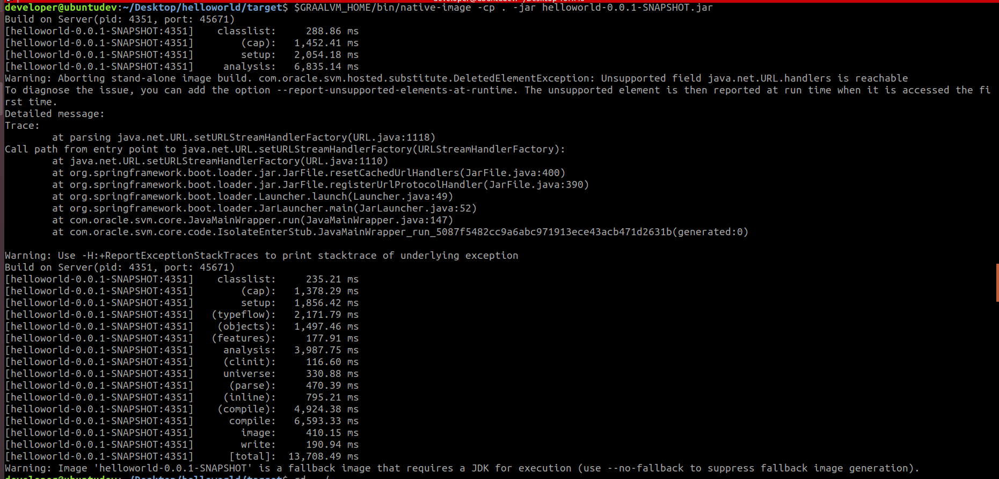 developer@ubuntudev:~/Desktop/helloworld/target$ $GRAALVM_HOME/bin/native-image -cp . -jar helloworld-0.0.1-SNAPSHOT.jar
Build on Server(pid: 4351, port: 45671)
[helloworld-0.0.1-SNAPSHOT:4351]    classlist:     288.86 ms
[helloworld-0.0.1-SNAPSHOT:4351]        (cap):   1,452.41 ms
[helloworld-0.0.1-SNAPSHOT:4351]        setup:   2,054.18 ms
[helloworld-0.0.1-SNAPSHOT:4351]     analysis:   6,835.14 ms
Warning: Aborting stand-alone image build. com.oracle.svm.hosted.substitute.DeletedElementException: Unsupported field java.net.URL.handlers is reachable
To diagnose the issue, you can add the option --report-unsupported-elements-at-runtime. The unsupported element is then reported at run time when it is accessed the fi
rst time.
Detailed message:
Trace:
        at parsing java.net.URL.setURLStreamHandlerFactory(URL.java:1118)
Call path from entry point to java.net.URL.setURLStreamHandlerFactory(URLStreamHandlerFactory):
        at java.net.URL.setURLStreamHandlerFactory(URL.java:1110)
        at org.springframework.boot.loader.jar.JarFile.resetCachedUrlHandlers(JarFile.java:400)
        at org.springframework.boot.loader.jar.JarFile.registerUrlProtocolHandler(JarFile.java:390)
        at org.springframework.boot.loader.Launcher.launch(Launcher.java:49)
        at org.springframework.boot.loader.JarLauncher.main(JarLauncher.java:52)
        at com.oracle.svm.core.JavaMainWrapper.run(JavaMainWrapper.java:147)
        at com.oracle.svm.core.code.IsolateEnterStub.JavaMainWrapper_run_5087f5482cc9a6abc971913ece43acb471d2631b(generated:0)
Warning: Use -H:+ReportExceptionStackTraces to print stacktrace of underlying exception
Build on Server(pid: 4351, port: 45671)
[helloworld-0.0.1-SNAPSHOT:4351]    classlist:     235.21 ms
[helloworld-0.0.1-SNAPSHOT:4351]        (cap):   1,378.29 ms
[helloworld-0.0.1-SNAPSHOT:4351]        setup:   1,856.42 ms
[helloworld-0.0.1-SNAPSHOT:4351]   (typeflow):   2,171.79 ms
[helloworld-0.0.1-SNAPSHOT:4351]    (objects):   1,497.46 ms
[helloworld-0.0.1-SNAPSHOT:4351]   (features):     177.91 ms
[helloworld-0.0.1-SNAPSHOT:4351]     analysis:   3,987.75 ms
[helloworld-0.0.1-SNAPSHOT:4351]     (clinit):     116.60 ms
[helloworld-0.0.1-SNAPSHOT:4351]     universe:     330.88 ms
[helloworld-0.0.1-SNAPSHOT:4351]      (parse):     470.39 ms
[helloworld-0.0.1-SNAPSHOT:4351]     (inline):     795.21 ms
[helloworld-0.0.1-SNAPSHOT:4351]    (compile):   4,924.38 ms
[helloworld-0.0.1-SNAPSHOT:4351]      compile:   6,593.33 ms
[helloworld-0.0.1-SNAPSHOT:4351]        image:     410.15 ms
[helloworld-0.0.1-SNAPSHOT:4351]        write:     190.94 ms
[helloworld-0.0.1-SNAPSHOT:4351]      [total]:  13,708.49 ms
Warning: Image 'helloworld-0.0.1-SNAPSHOT' is a fallback image that requires a JDK for execution (use --no-fallback to suppress fallback image generation).
developer@ubuntudev:~/Desktop/helloworld/target$ cd